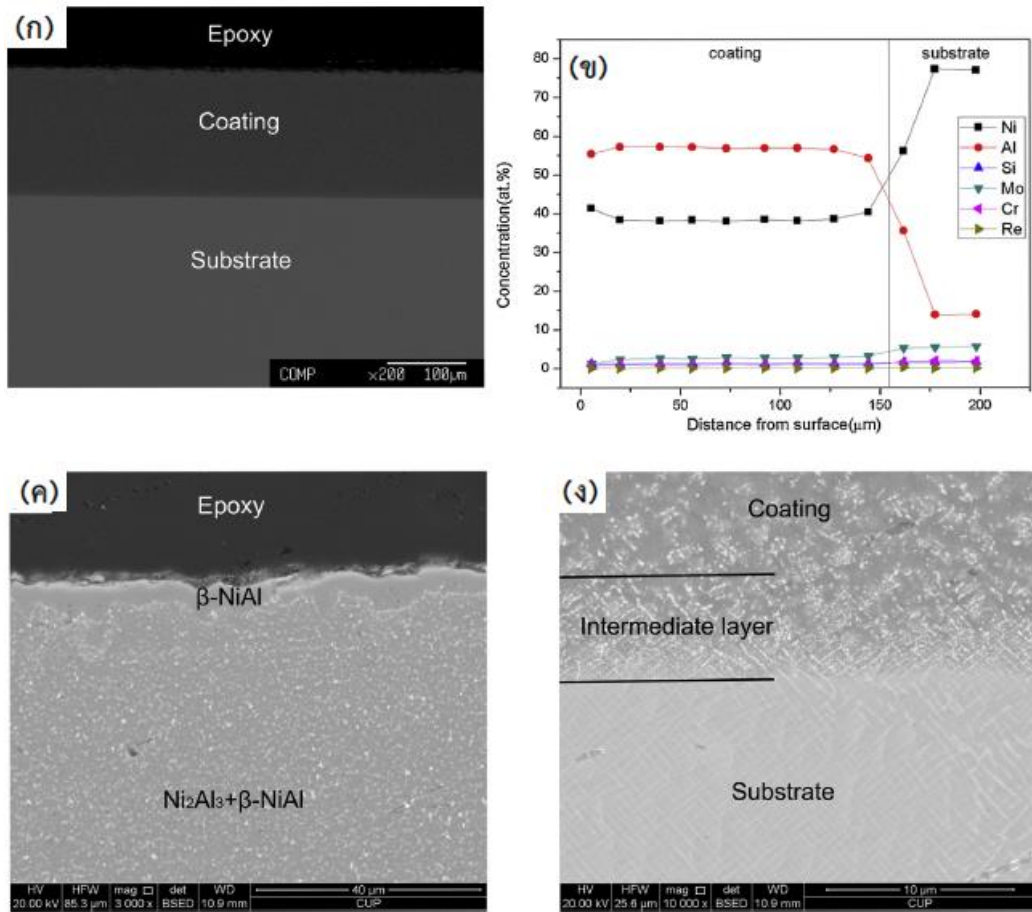 (ก)
Epoxy
Coating
Substrate
COMP ×200 100μm
(ข)
coating substrate
80
70
60
50
40
30
20
10
0
Concentration(at.%)
0 50 100 150 200
Distance from surface(μm)
Ni
Al
Si
Mo
Cr
Re
(ค)
Epoxy
β-NiAl
Ni₂Al₃+β-NiAl
HV HFW mag □ det WD 40 μm
20.00 kV 85.3 μm 3 000 x BSED 10.9 mm CUP
(ง)
Coating
Intermediate layer
Substrate
HV HFW mag □ det WD 10 μm
20.00 kV 25.6 μm 10 000 x BSED 10.9 mm CUP